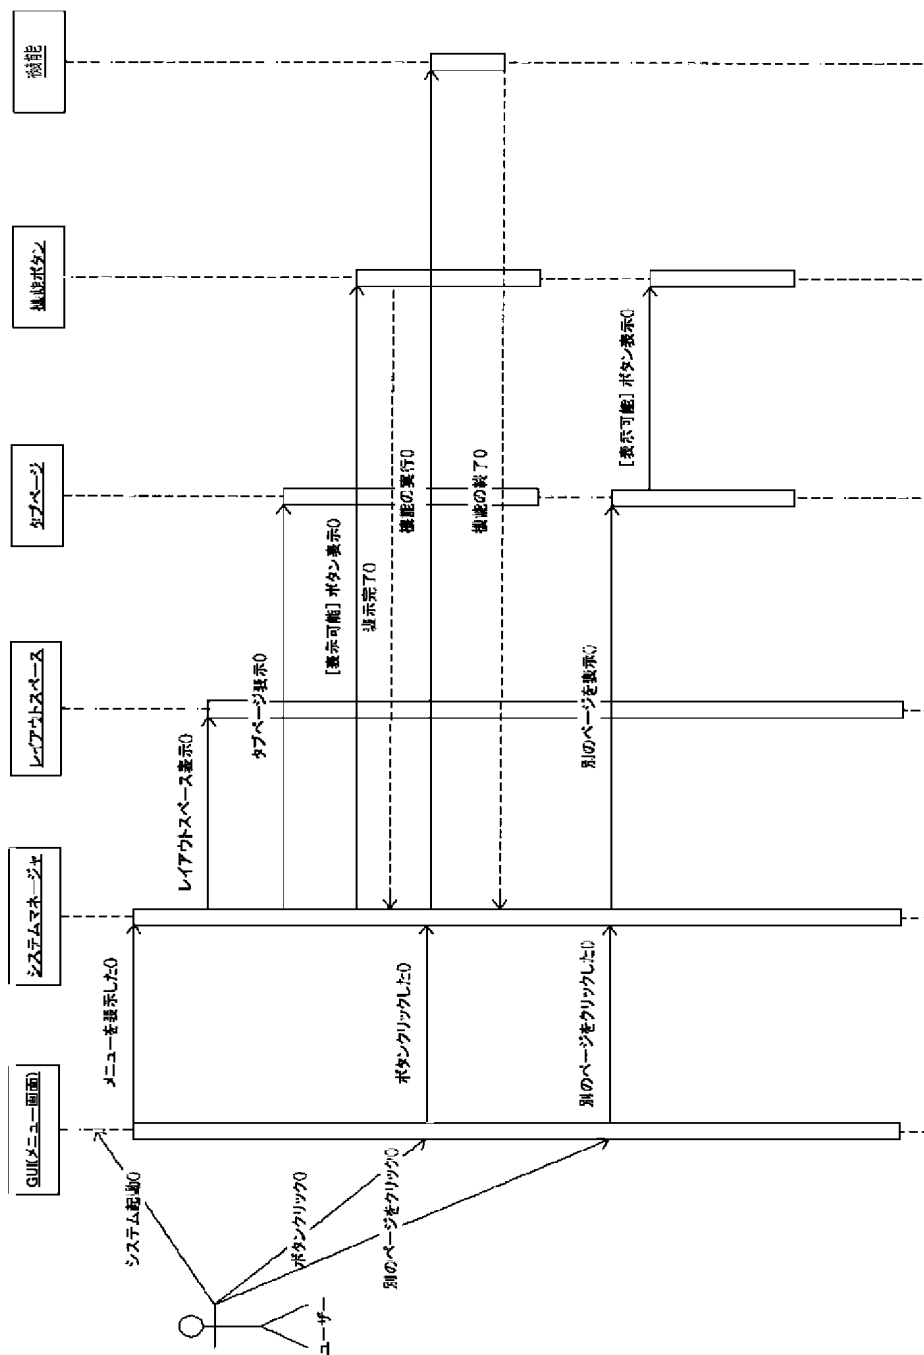 ユーザー
GUI(メニュー画面)
システムマネージャ
レイアウトスペース
タブページ
機能ボタン
機能
システム起動()
メニューを表示した()
レイアウトスペース表示()
タブページ表示()
[表示可能] ボタン表示()
表示完了()
ボタンクリック()
ボタンクリックした()
機能の実行()
機能の終了()
別のページをクリック()
別のページをクリックした()
別のページを表示()
[表示可能] ボタン表示()